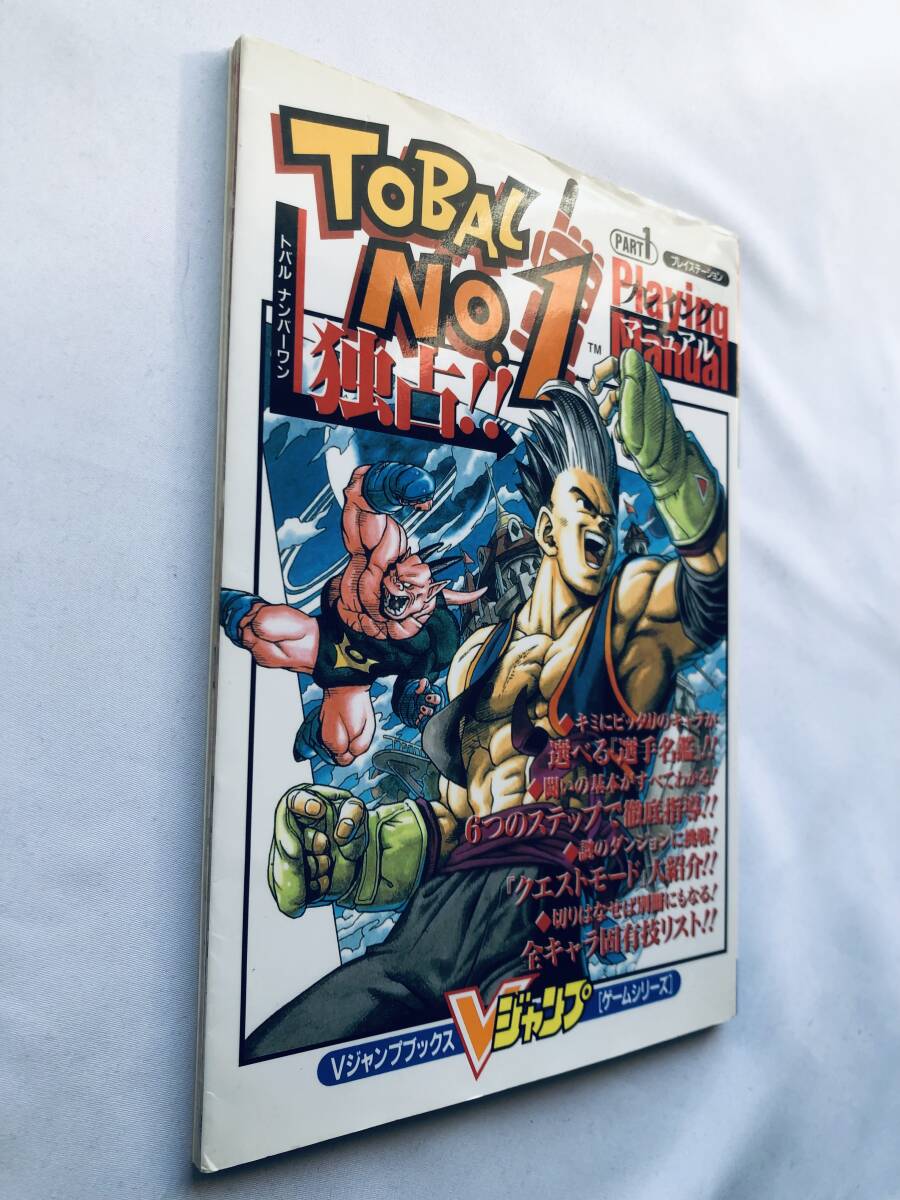 TOBAL
NO.1
™
トバル ナンバーワン
独占!!
PART1
プレイステーション
Playing
プレイング
Manual
マニュアル
◆キミにピッタリのキャラが
選べる「選手名鑑」!!
◆闘いの基本がすべてわかる!
6つのステップで徹底指導!!
◆謎のダンジョンに挑戦!
『クエストモード』大紹介!!
◆切りはなせば別冊にもなる!
全キャラ固有技リスト!!
Vジャンプブックス
Vジャンプ
[ゲームシリーズ]